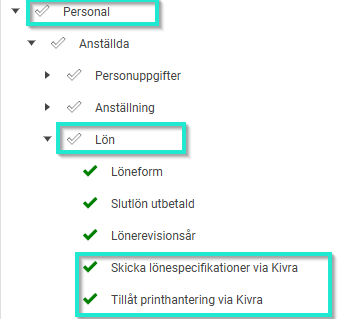 Personal
Anställda
Personuppgifter
Anställning
Lön
Löneform
Slutlön utbetald
Lönerevisionsår
Skicka lönespecifikationer via Kivra
Tillåt printhantering via Kivra